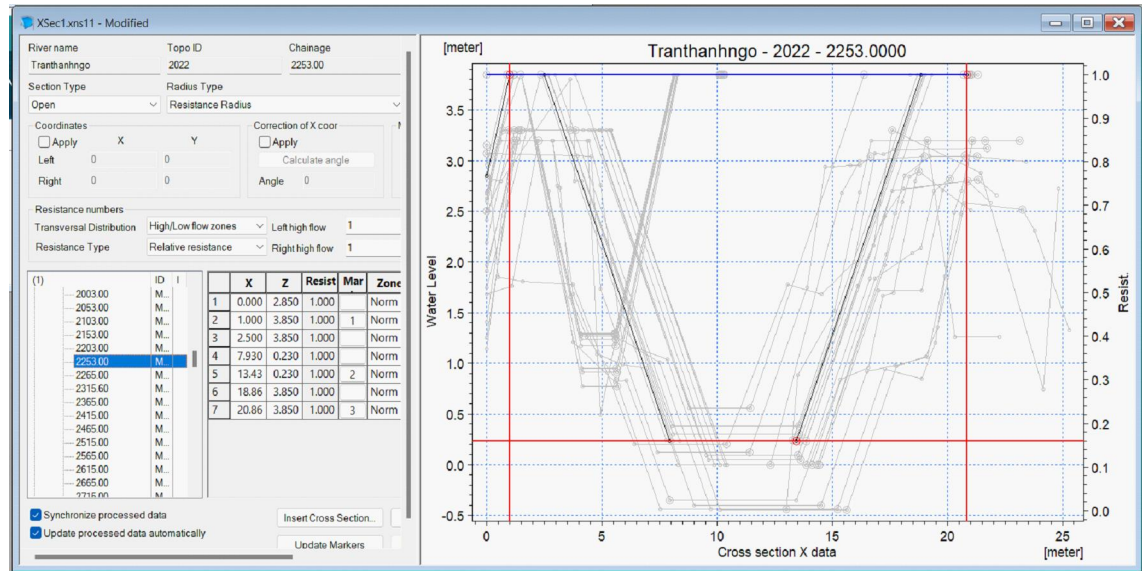 XSec1.xns11 - Modified
River name Topo ID Chainage
Tranthanhngo 2022 2253.00
Section Type Radius Type
Open Resistance Radius
Coordinates Correction of X coor
Apply X Y Apply
Left 0 0 Calculate angle
Right 0 0 Angle 0
Resistance numbers
Transversal Distribution High/Low flow zones Left high flow 1
Resistance Type Relative resistance Right high flow 1
(1) ID I
2003.00 M...
2053.00 M...
2103.00 M...
2153.00 M...
2203.00 M...
2253.00 M...
2265.00 M...
2315.60 M...
2365.00 M...
2415.00 M...
2465.00 M...
2515.00 M...
2565.00 M...
2615.00 M...
2665.00 M...
2715.00 M...
X Z Resist Mar Zone
1 0.000 2.850 1.000 Norm
2 1.000 3.850 1.000 1 Norm
3 2.500 3.850 1.000 Norm
4 7.930 0.230 1.000 Norm
5 13.43 0.230 1.000 2 Norm
6 18.86 3.850 1.000 Norm
7 20.86 3.850 1.000 3 Norm
Synchronize processed data
Update processed data automatically
Insert Cross Section...
Update Markers
[meter]
Tranthanhngo - 2022 - 2253.0000
Water Level
3.5
3.0
2.5
2.0
1.5
1.0
0.5
0.0
-0.5
0 5 10 15 20 25
Cross section X data
[meter]
1.0
0.9
0.8
0.7
0.6
0.5
0.4
0.3
0.2
0.1
0.0
Resist.